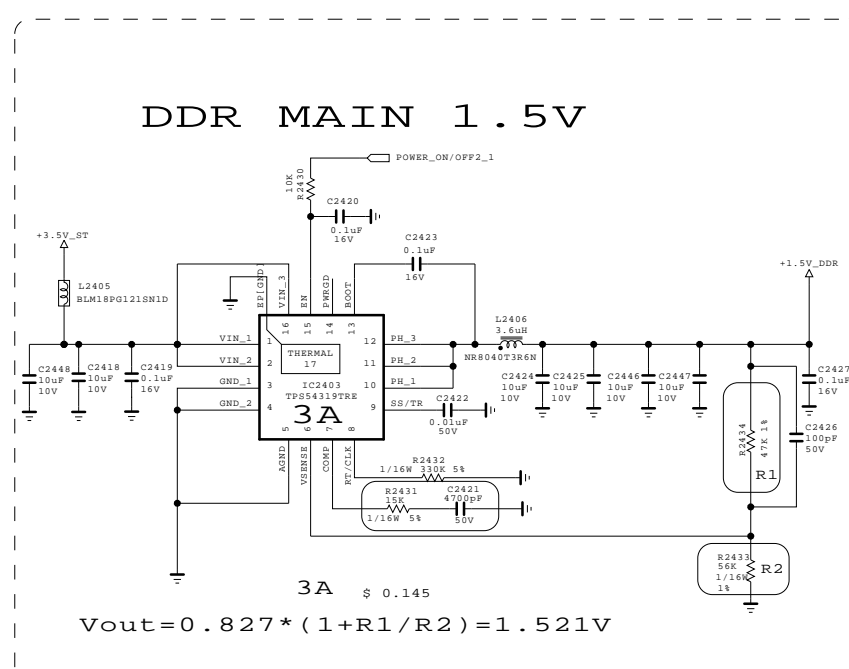 DDR MAIN 1.5V
POWER_ON/OFF2_1
10K
R2430
C2420
0.1uF
16V
+3.5V_ST
C2423
0.1uF
16V
+1.5V_DDR
L2405
BLM18PG121SN1D
EP[GND]
VIN_3
EN
PWRGD
BOOT
16
15
14
13
L2406
3.6uH
NR8040T3R6N
VIN_1
1
VIN_2
2
GND_1
3
GND_2
4
THERMAL
17
IC2403
TPS54319TRE
3A
12
PH_3
11
PH_2
10
PH_1
9
SS/TR
5
6
7
8
AGND
VSENSE
COMP
RT/CLK
C2448
10uF
10V
C2418
10uF
10V
C2419
0.1uF
16V
C2422
0.01uF
50V
C2424
10uF
10V
C2425
10uF
10V
C2446
10uF
10V
C2447
10uF
10V
C2427
0.1uF
16V
R2434
47K 1%
R1
C2426
100pF
50V
R2432
1/16W 330K 5%
R2431
15K
1/16W 5%
C2421
4700pF
50V
R2433
56K
1/16W
1%
R2
3A
$ 0.145
Vout=0.827*(1+R1/R2)=1.521V